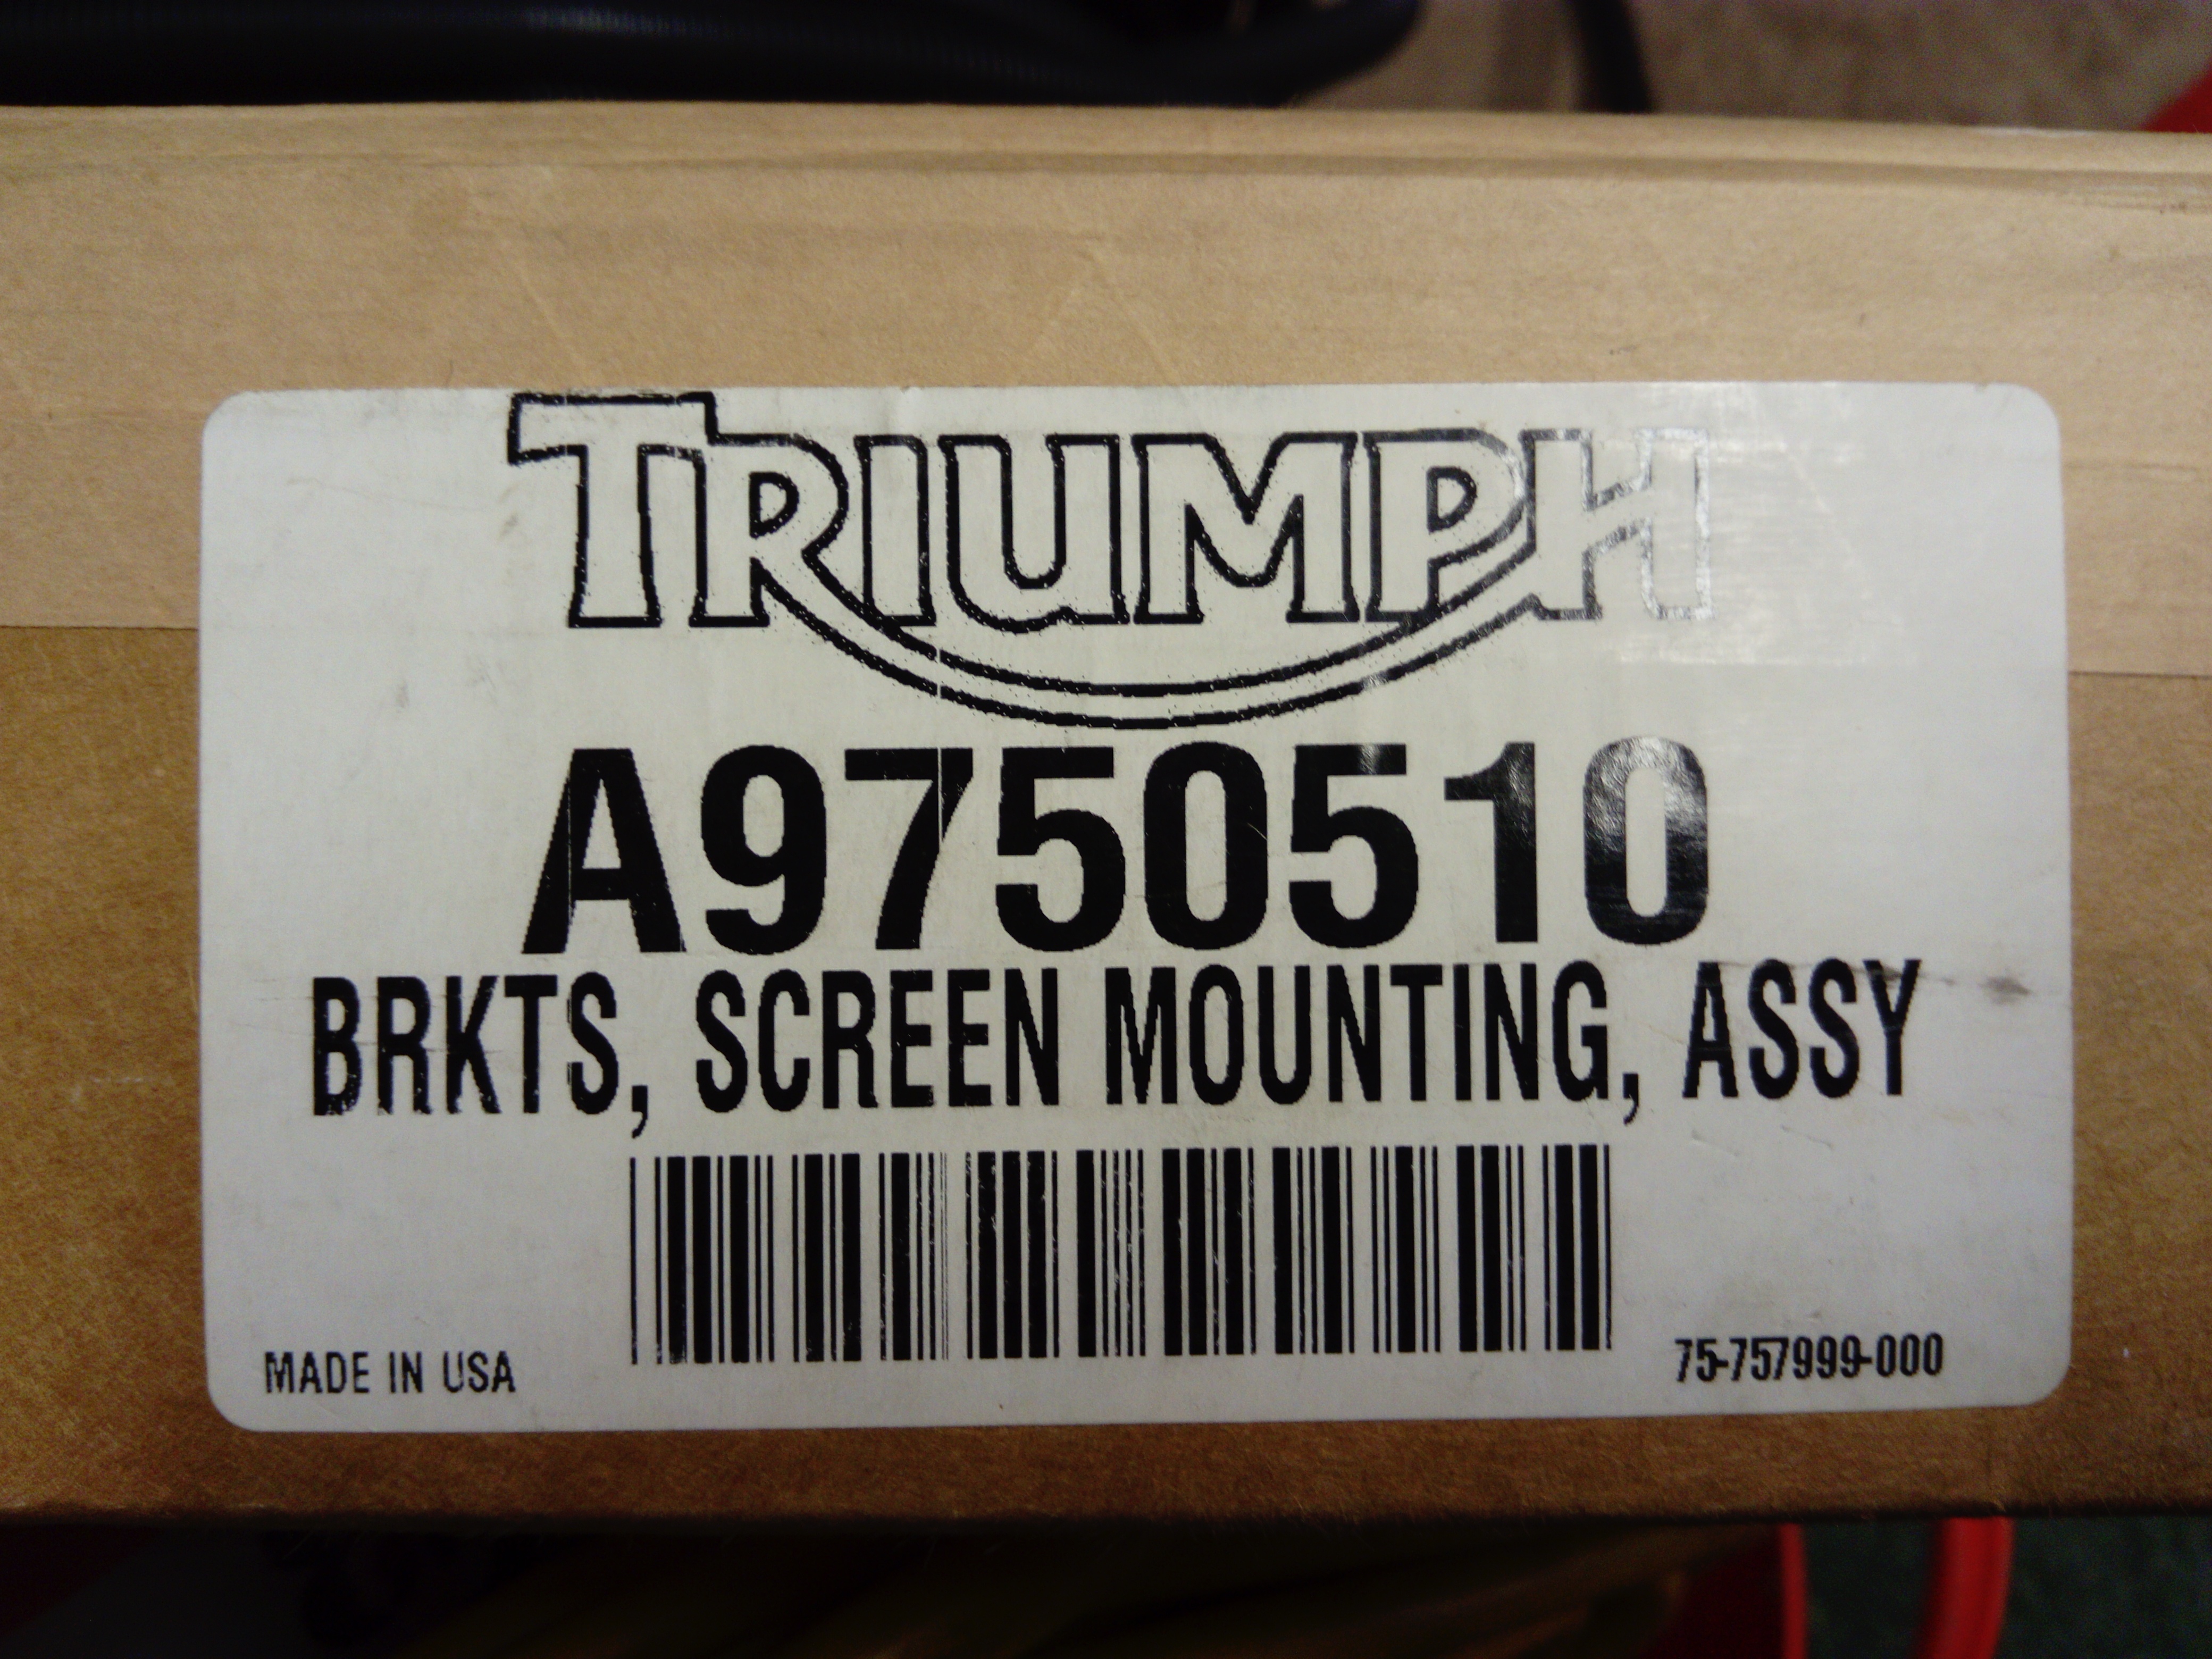 TRIUMPH
A9750510
BRKTS, SCREEN MOUNTING, ASSY
MADE IN USA
75-757999-000